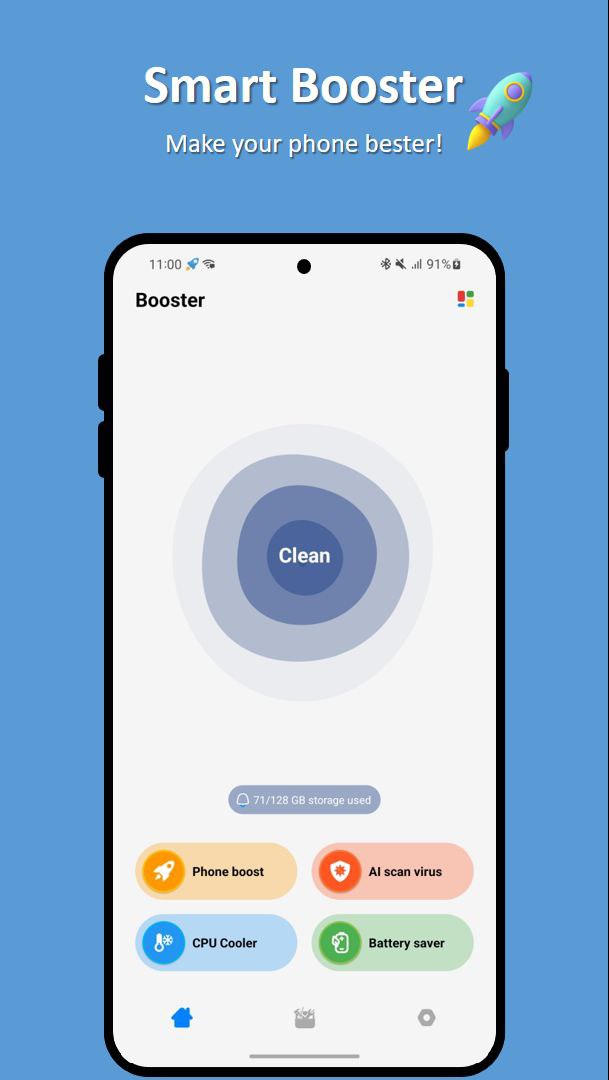 Smart Booster
Make your phone bester!
11:00 91%
Booster
Clean
71/128 GB storage used
Phone boost AI scan virus
CPU Cooler Battery saver